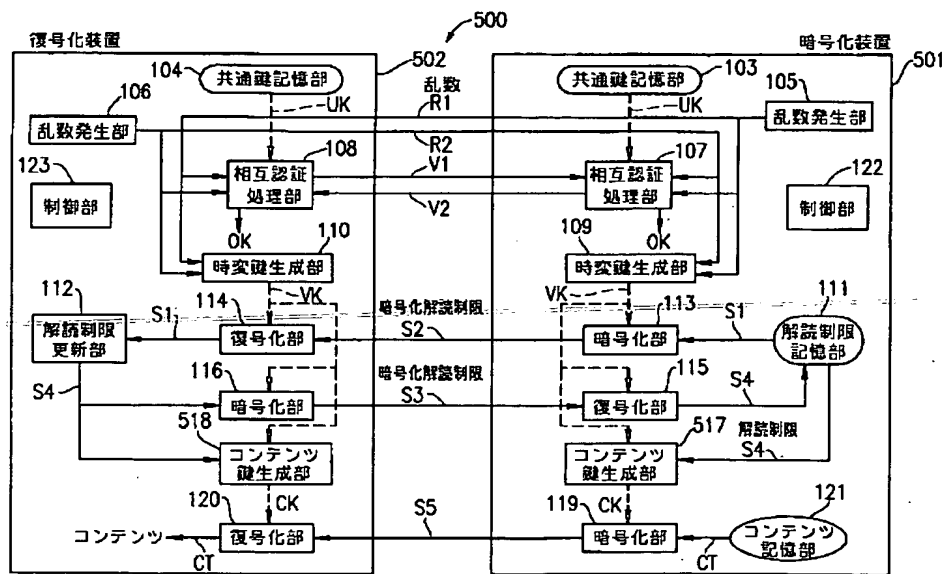 500
復号化装置
暗号化装置
502
501
104
共通鍵記憶部
UK
乱数
R1
R2
103
共通鍵記憶部
UK
105
乱数発生部
106
乱数発生部
123
制御部
108
相互認証
処理部
OK
V1
V2
107
相互認証
処理部
OK
122
制御部
110
時変鍵生成部
VK
109
時変鍵生成部
VK
112
解読制限
更新部
S1
114
復号化部
暗号化解読制限
S2
113
暗号化部
S1
111
解読制限
記憶部
S4
116
暗号化部
暗号化解読制限
S3
115
復号化部
S4
518
コンテンツ
鍵生成部
CK
517
コンテンツ
鍵生成部
CK
解読制限
S4
コンテンツ
CT
120
復号化部
S5
119
暗号化部
CT
121
コンテンツ
記憶部